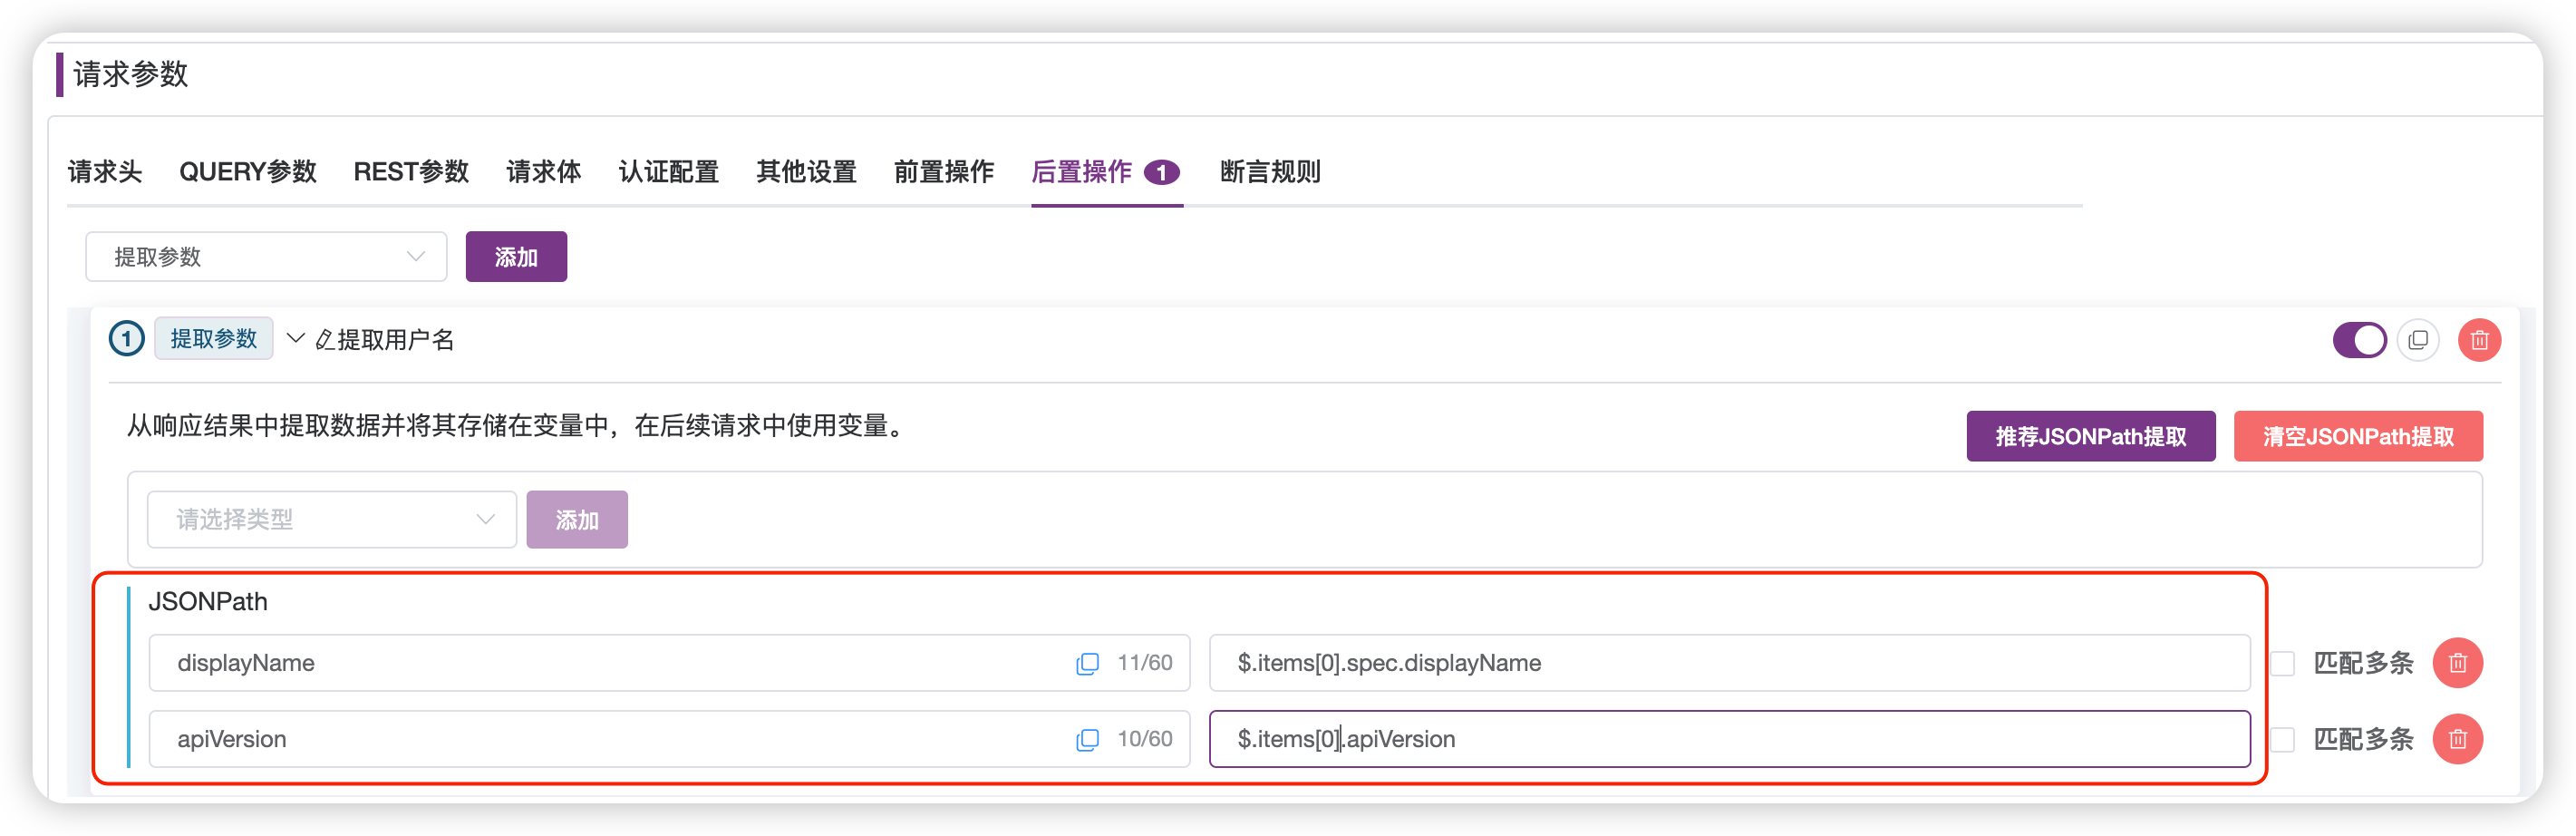 请求参数
请求头 QUERY参数 REST参数 请求体 认证配置 其他设置 前置操作 后置操作 1 断言规则
提取参数 添加
1 提取参数 提取用户名
从响应结果中提取数据并将其存储在变量中，在后续请求中使用变量。 推荐JSONPath提取 清空JSONPath提取
请选择类型 添加
JSONPath
displayName 11/60 $.items[0].spec.displayName 匹配多条
apiVersion 10/60 $.items[0].apiVersion 匹配多条